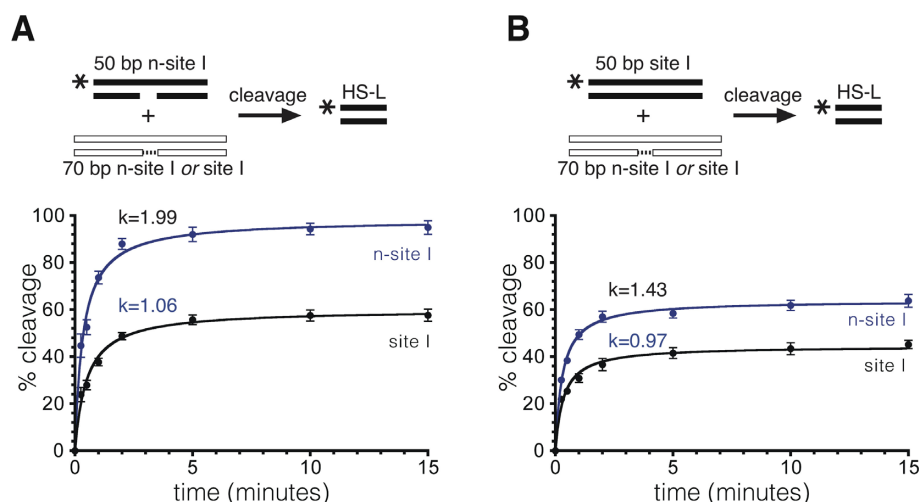 A
50 bp n-site I
*
+
cleavage
* HS-L
70 bp n-site I or site I
100
80
60
40
20
0
% cleavage
k=1.99
n-site I
k=1.06
site I
0 5 10 15
time (minutes)
B
50 bp site I
*
+
cleavage
* HS-L
70 bp n-site I or site I
100
80
60
40
20
0
% cleavage
k=1.43
n-site I
k=0.97
site I
0 5 10 15
time (minutes)